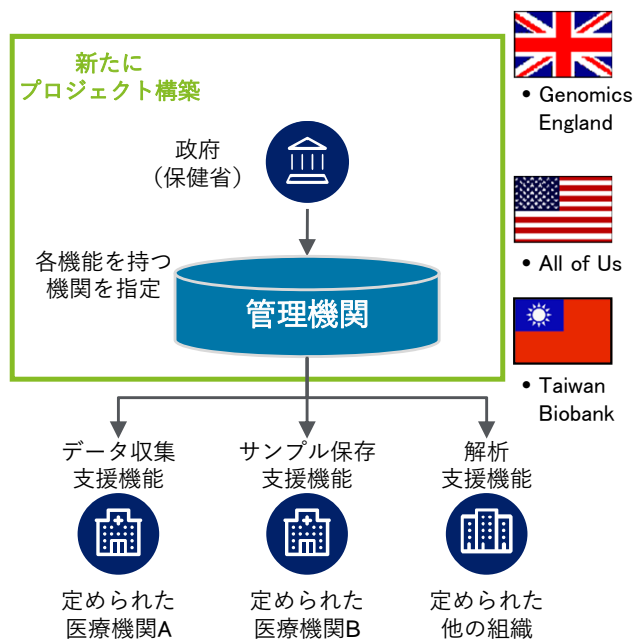 新たに
プロジェクト構築
政府
（保健省）
各機能を持つ
機関を指定
管理機関
データ収集
支援機能
サンプル保存
支援機能
解析
支援機能
定められた
医療機関A
定められた
医療機関B
定められた
他の組織
• Genomics
England
• All of Us
• Taiwan
Biobank